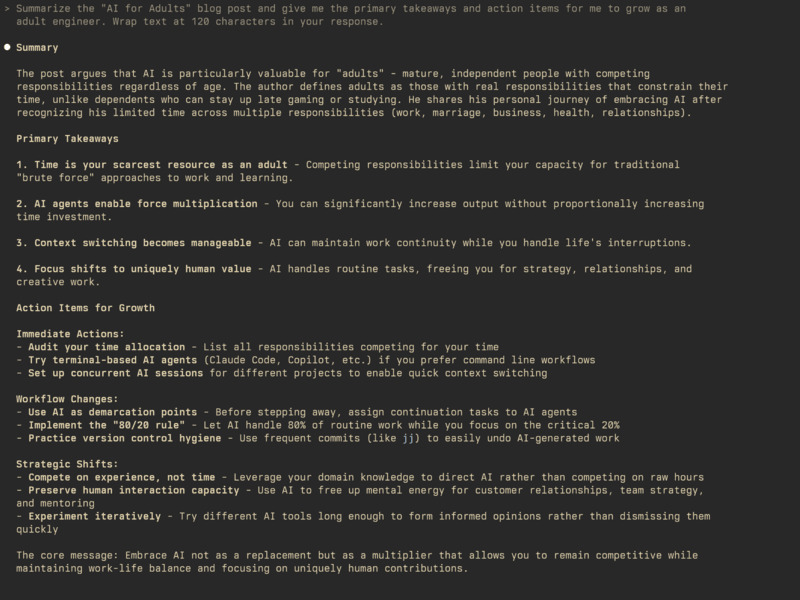 > Summarize the "AI for Adults" blog post and give me the primary takeaways and action items for me to grow as an
adult engineer. Wrap text at 120 characters in your response.
● Summary
The post argues that AI is particularly valuable for "adults" - mature, independent people with competing
responsibilities regardless of age. The author defines adults as those with real responsibilities that constrain their
time, unlike dependents who can stay up late gaming or studying. He shares his personal journey of embracing AI after
recognizing his limited time across multiple responsibilities (work, marriage, business, health, relationships).
Primary Takeaways
1. Time is your scarcest resource as an adult - Competing responsibilities limit your capacity for traditional
"brute force" approaches to work and learning.
2. AI agents enable force multiplication - You can significantly increase output without proportionally increasing
time investment.
3. Context switching becomes manageable - AI can maintain work continuity while you handle life's interruptions.
4. Focus shifts to uniquely human value - AI handles routine tasks, freeing you for strategy, relationships, and
creative work.
Action Items for Growth
Immediate Actions:
- Audit your time allocation - List all responsibilities competing for your time
- Try terminal-based AI agents (Claude Code, Copilot, etc.) if you prefer command line workflows
- Set up concurrent AI sessions for different projects to enable quick context switching
Workflow Changes:
- Use AI as demarcation points - Before stepping away, assign continuation tasks to AI agents
- Implement the "80/20 rule" - Let AI handle 80% of routine work while you focus on the critical 20%
- Practice version control hygiene - Use frequent commits (like jj) to easily undo AI-generated work
Strategic Shifts:
- Compete on experience, not time - Leverage your domain knowledge to direct AI rather than competing on raw hours
- Preserve human interaction capacity - Use AI to free up mental energy for customer relationships, team strategy,
and mentoring
- Experiment iteratively - Try different AI tools long enough to form informed opinions rather than dismissing them
quickly
The core message: Embrace AI not as a replacement but as a multiplier that allows you to remain competitive while
maintaining work-life balance and focusing on uniquely human contributions.